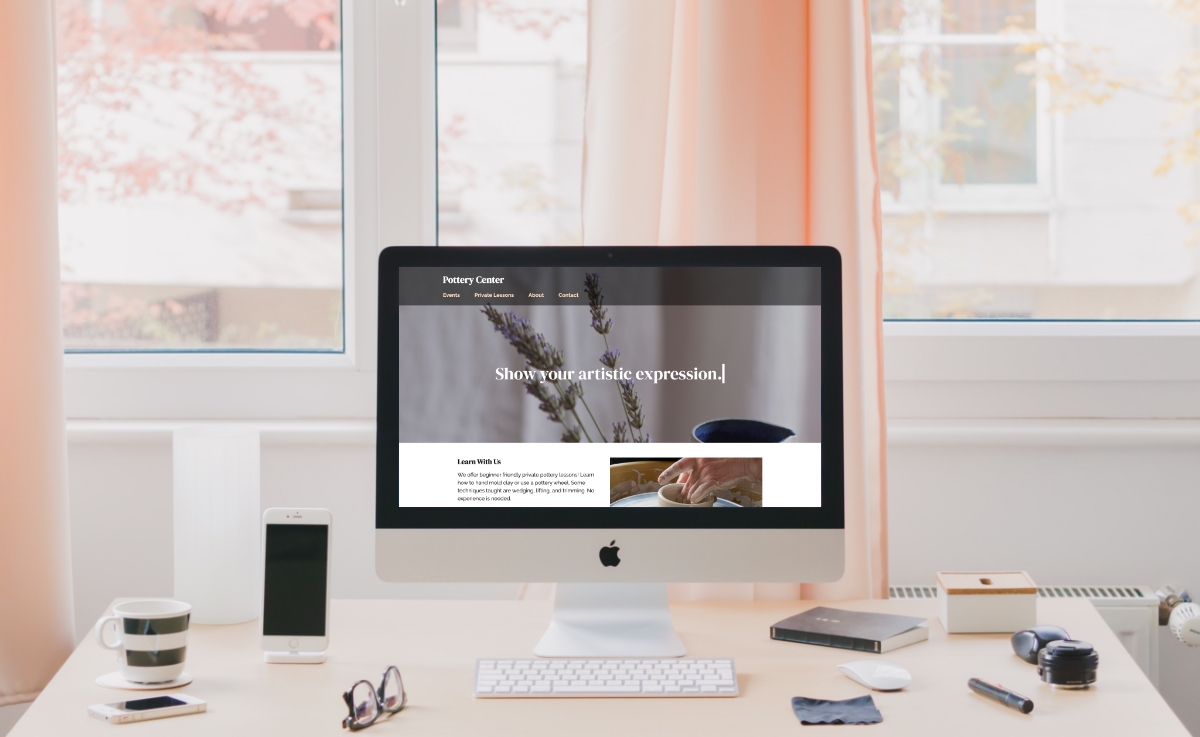 Pottery Center
Events Private Lessons About Contact
Show your artistic expression.
Learn With Us
We offer beginner friendly private pottery lessons! Learn
how to hand mold clay or use a pottery wheel. Some
techniques taught are wedging, lifting, and trimming. No
experience is needed.